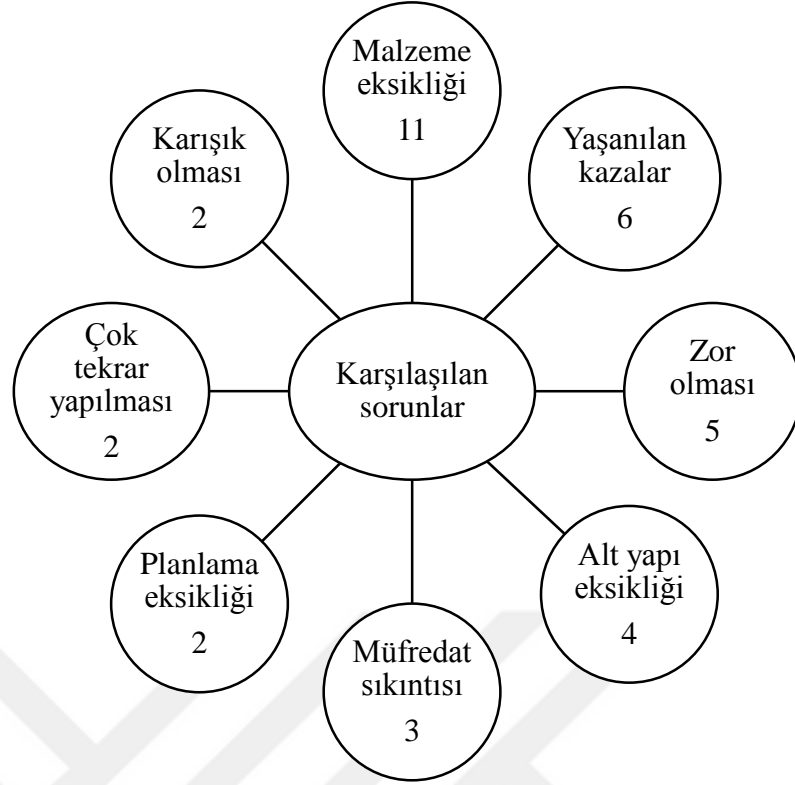 Malzeme
eksikliği
11
Yaşanılan
kazalar
6
Zor
olması
5
Alt yapı
eksikliği
4
Müfredat
sıkıntısı
3
Planlama
eksikliği
2
Çok
tekrar
yapılması
2
Karışık
olması
2
Karşılaşılan
sorunlar